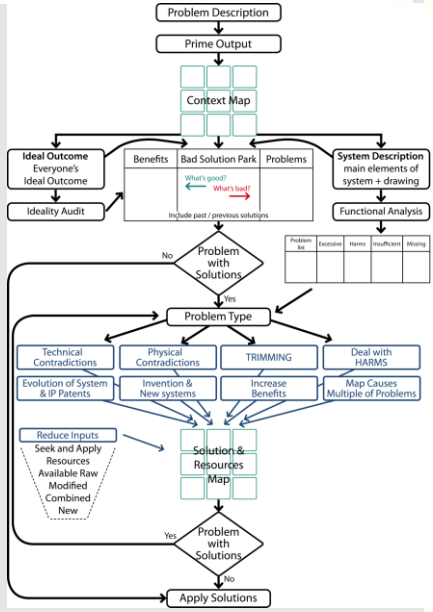 Problem Description
Prime Output
Context Map
Ideal Outcome
Everyone's
Ideal Outcome
Ideality Audit
Benefits
Bad Solution Park
Problems
What's good?
What's bad?
Include past / previous solutions
System Description
main elements of
system + drawing
Functional Analysis
Problem
list
Excessive
Harms
Insufficient
Missing
No
Problem
with
Solutions
Yes
Problem Type
Technical
Contradictions
Physical
Contradictions
TRIMMING
Deal with
HARMS
Evolution of System
& IP Patents
Invention &
New systems
Increase
Benefits
Map Causes
Multiple of Problems
Reduce Inputs
Seek and Apply
Resources
Available Raw
Modified
Combined
New
Solution &
Resources
Map
Yes
Problem
with
Solutions
No
Apply Solutions